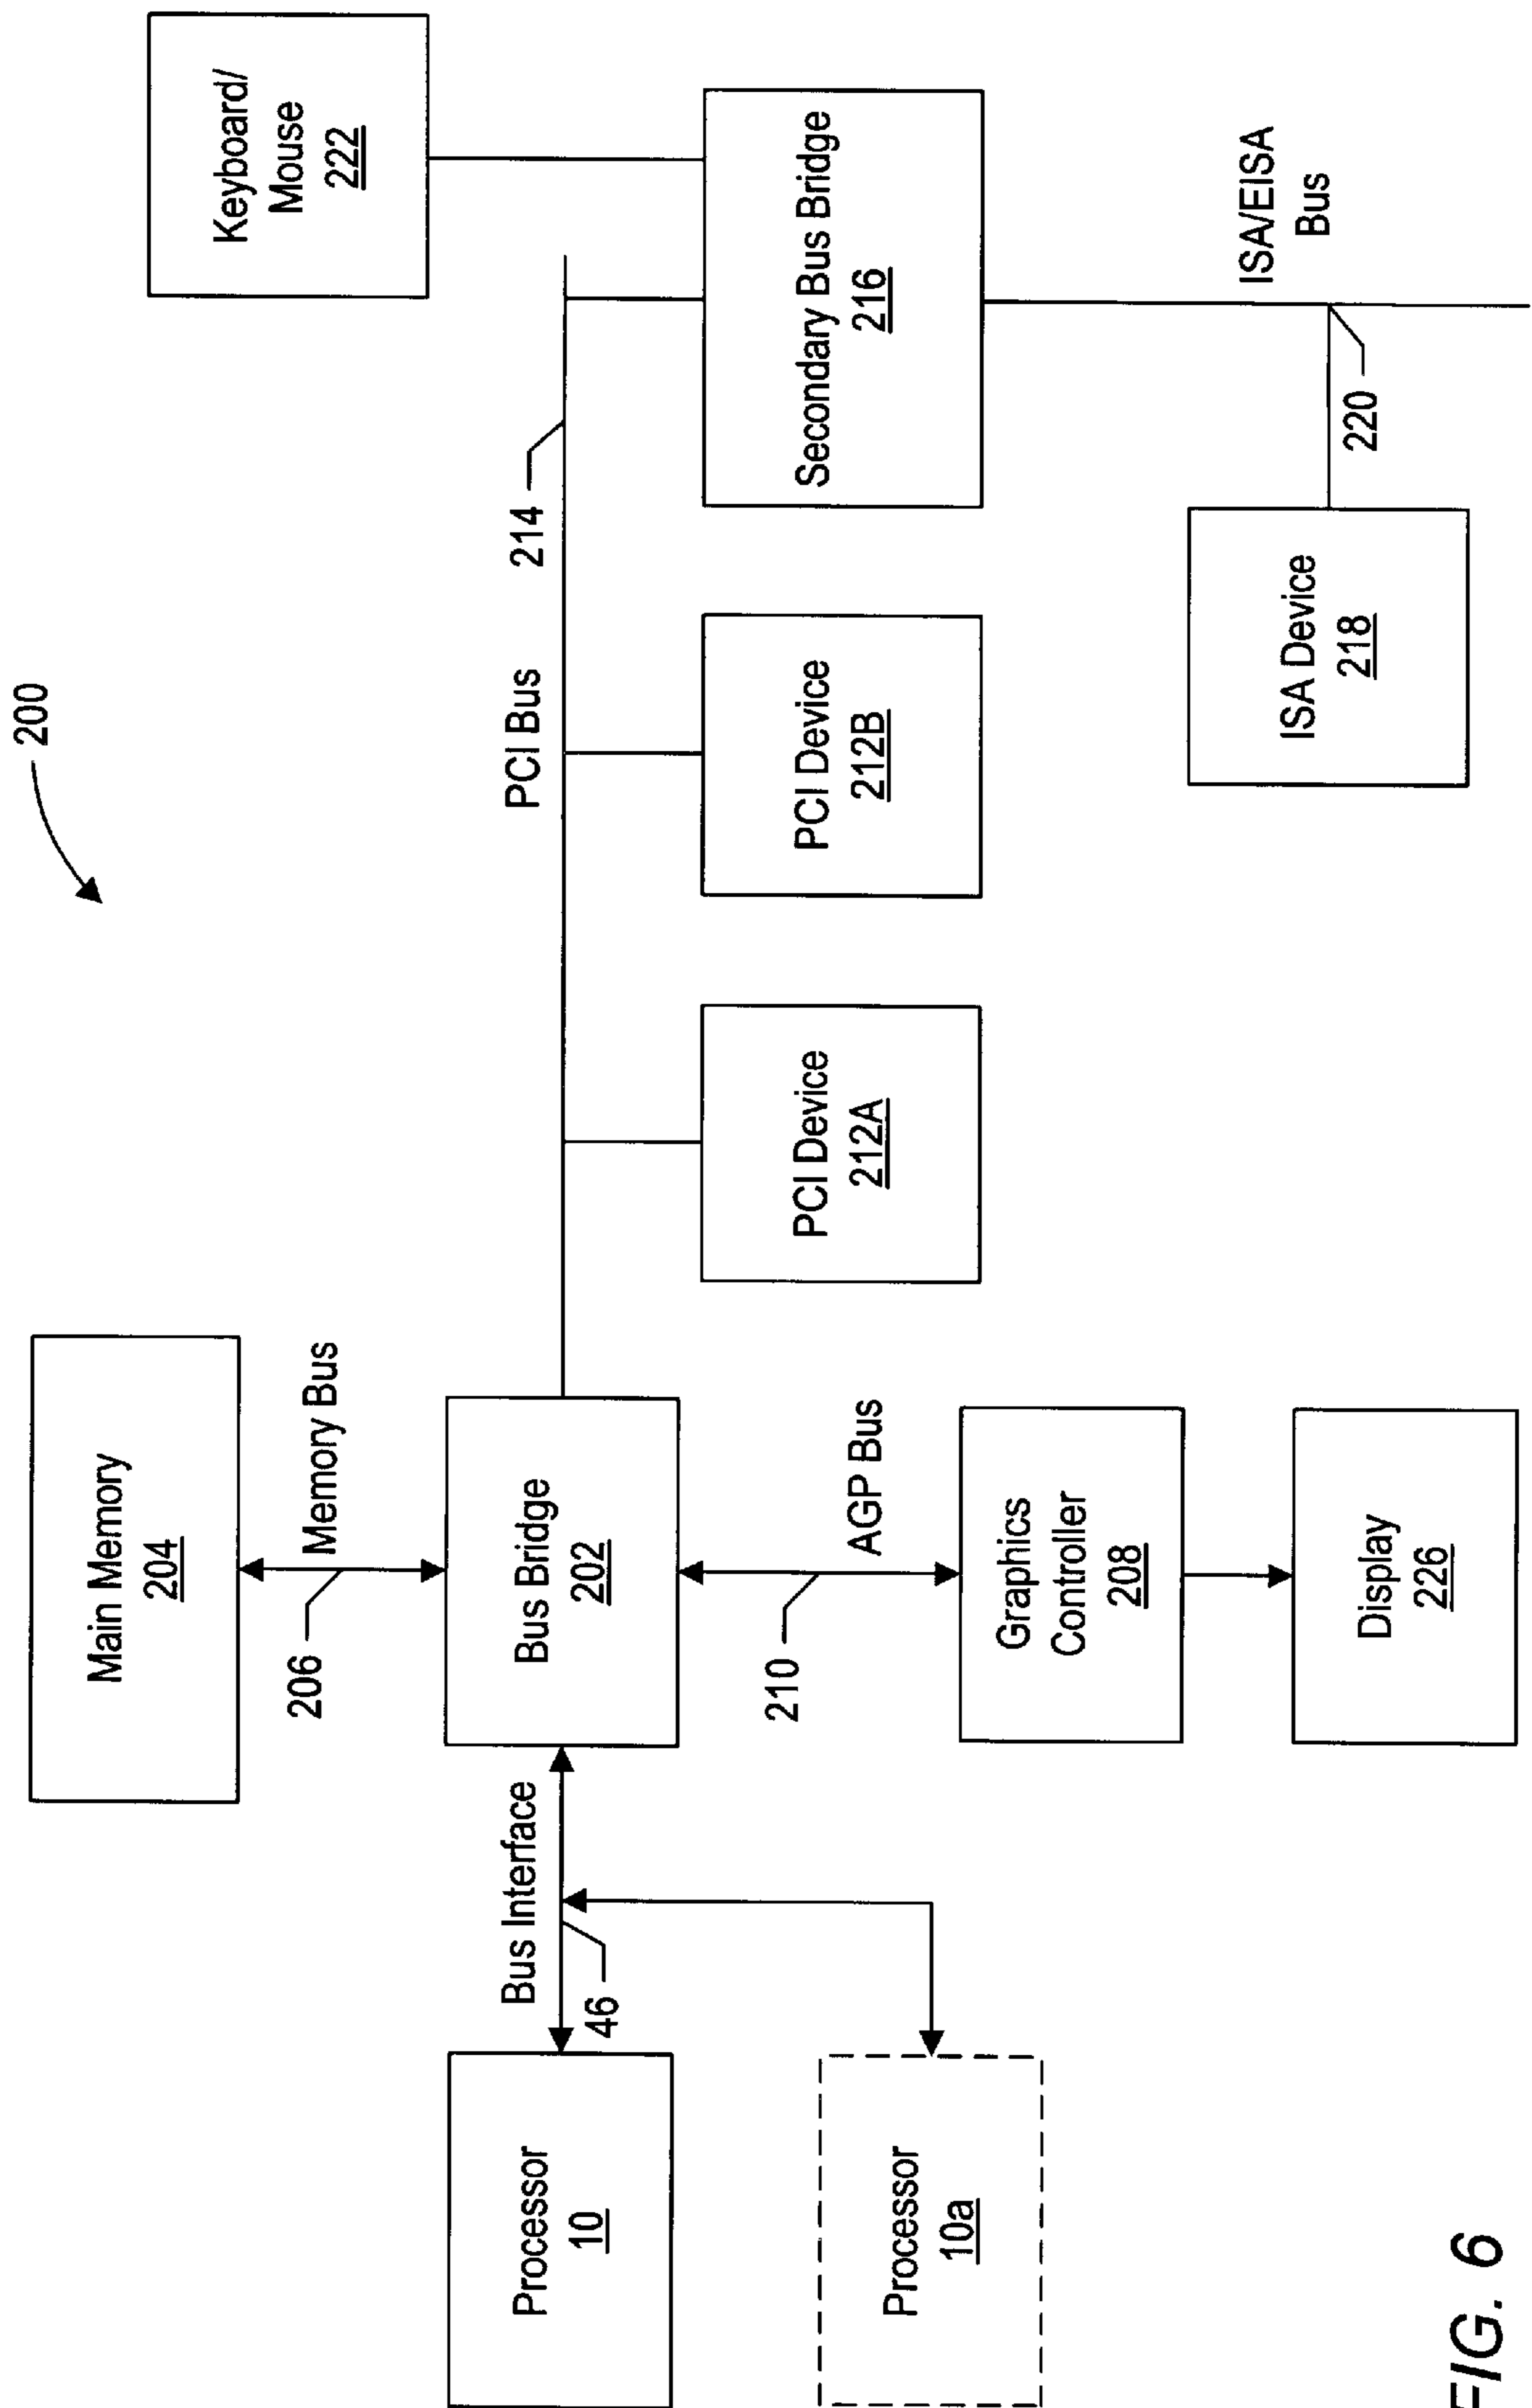 200
Main Memory
204
Keyboard/
Mouse
222
206
Memory Bus
Bus Interface
46
Processor
10
Bus Bridge
202
PCI Bus
214
PCI Device
212A
PCI Device
212B
Secondary Bus Bridge
216
210
AGP Bus
Processor
10a
Graphics
Controller
208
Display
226
ISA Device
218
220
ISA/EISA
Bus
FIG. 6